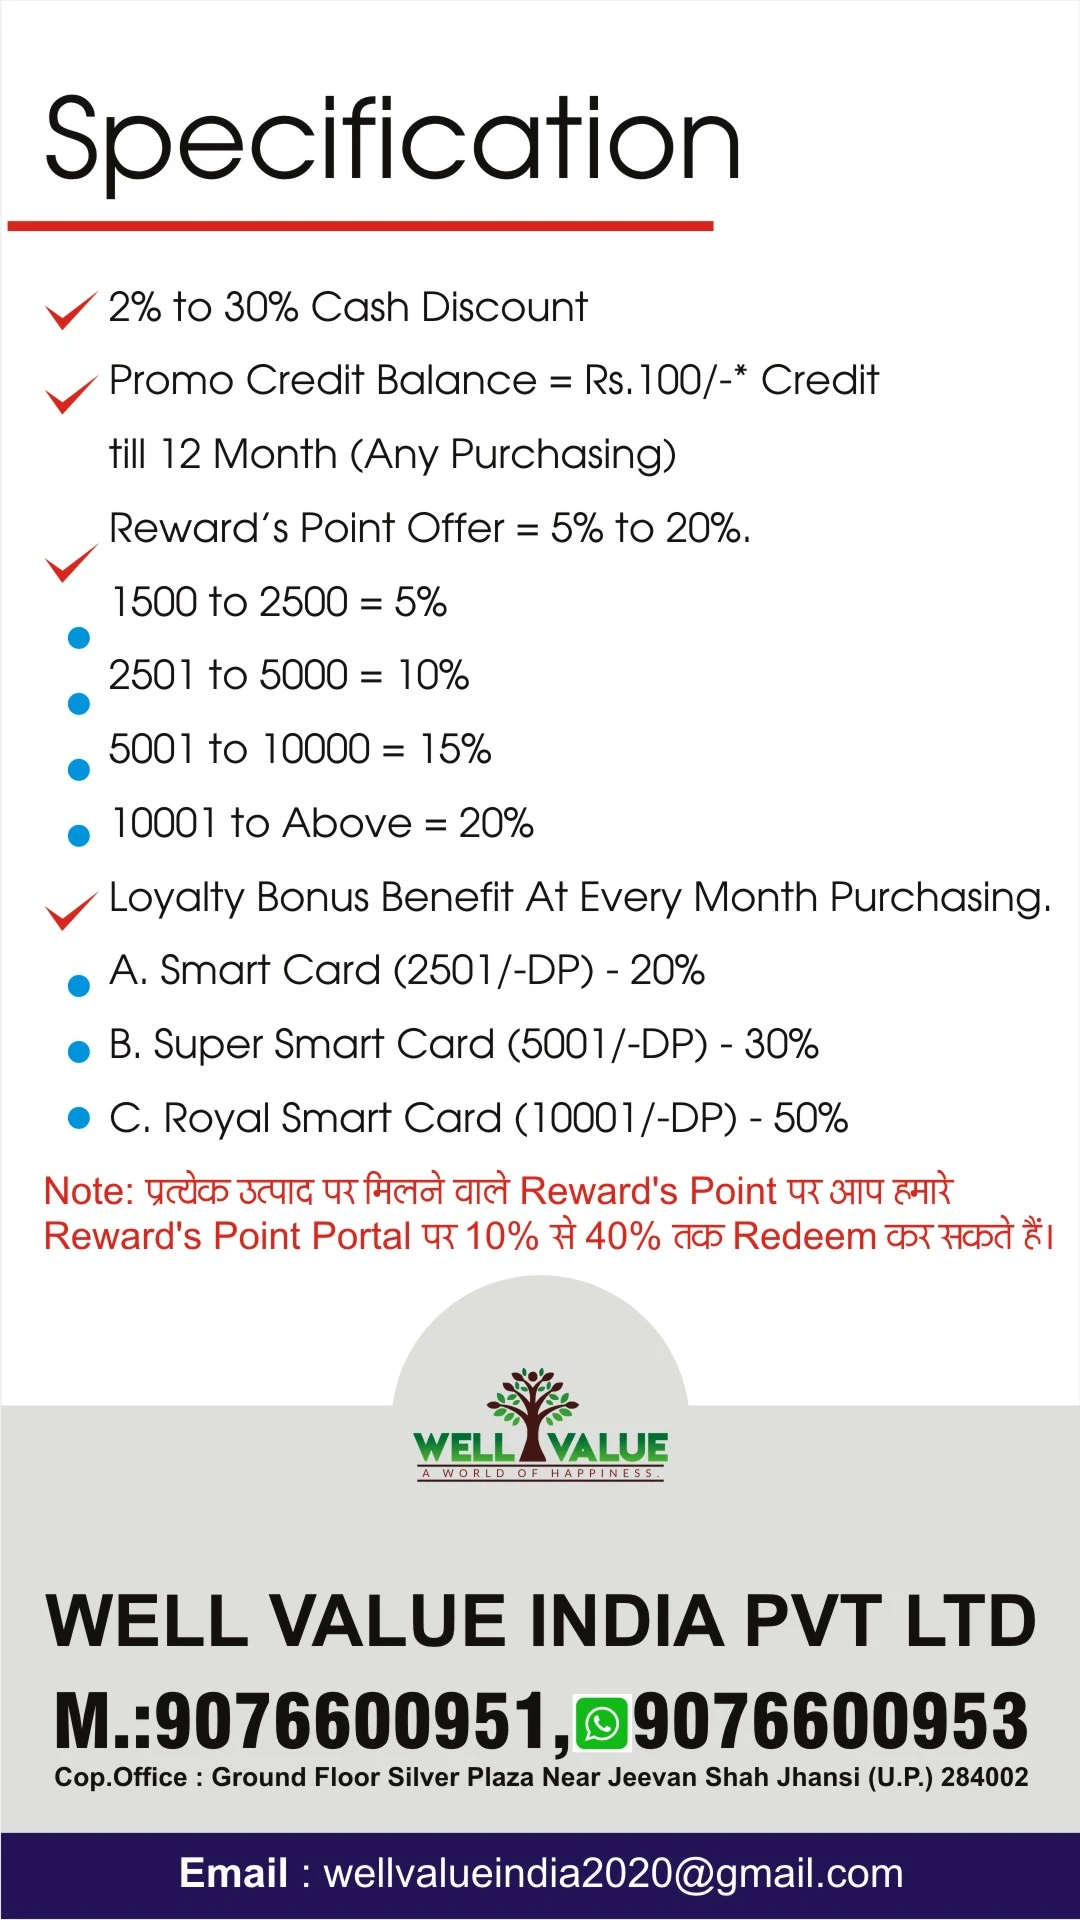 Specification
2% to 30% Cash Discount
Promo Credit Balance = Rs.100/-* Credit
till 12 Month (Any Purchasing)
Reward’s Point Offer = 5% to 20%.
1500 to 2500 = 5%
2501 to 5000 = 10%
5001 to 10000 = 15%
10001 to Above = 20%
Loyalty Bonus Benefit At Every Month Purchasing.
A. Smart Card (2501/-DP) - 20%
B. Super Smart Card (5001/-DP) - 30%
C. Royal Smart Card (10001/-DP) - 50%
Note: प्रत्येक उत्पाद पर मिलने वाले Reward's Point पर आप हमारे
Reward's Point Portal पर 10% से 40% तक Redeem कर सकते हैं।
WELL VALUE
A WORLD OF HAPPINESS.
WELL VALUE INDIA PVT LTD
M.:9076600951, 9076600953
Cop.Office : Ground Floor Silver Plaza Near Jeevan Shah Jhansi (U.P.) 284002
Email : wellvalueindia2020@gmail.com